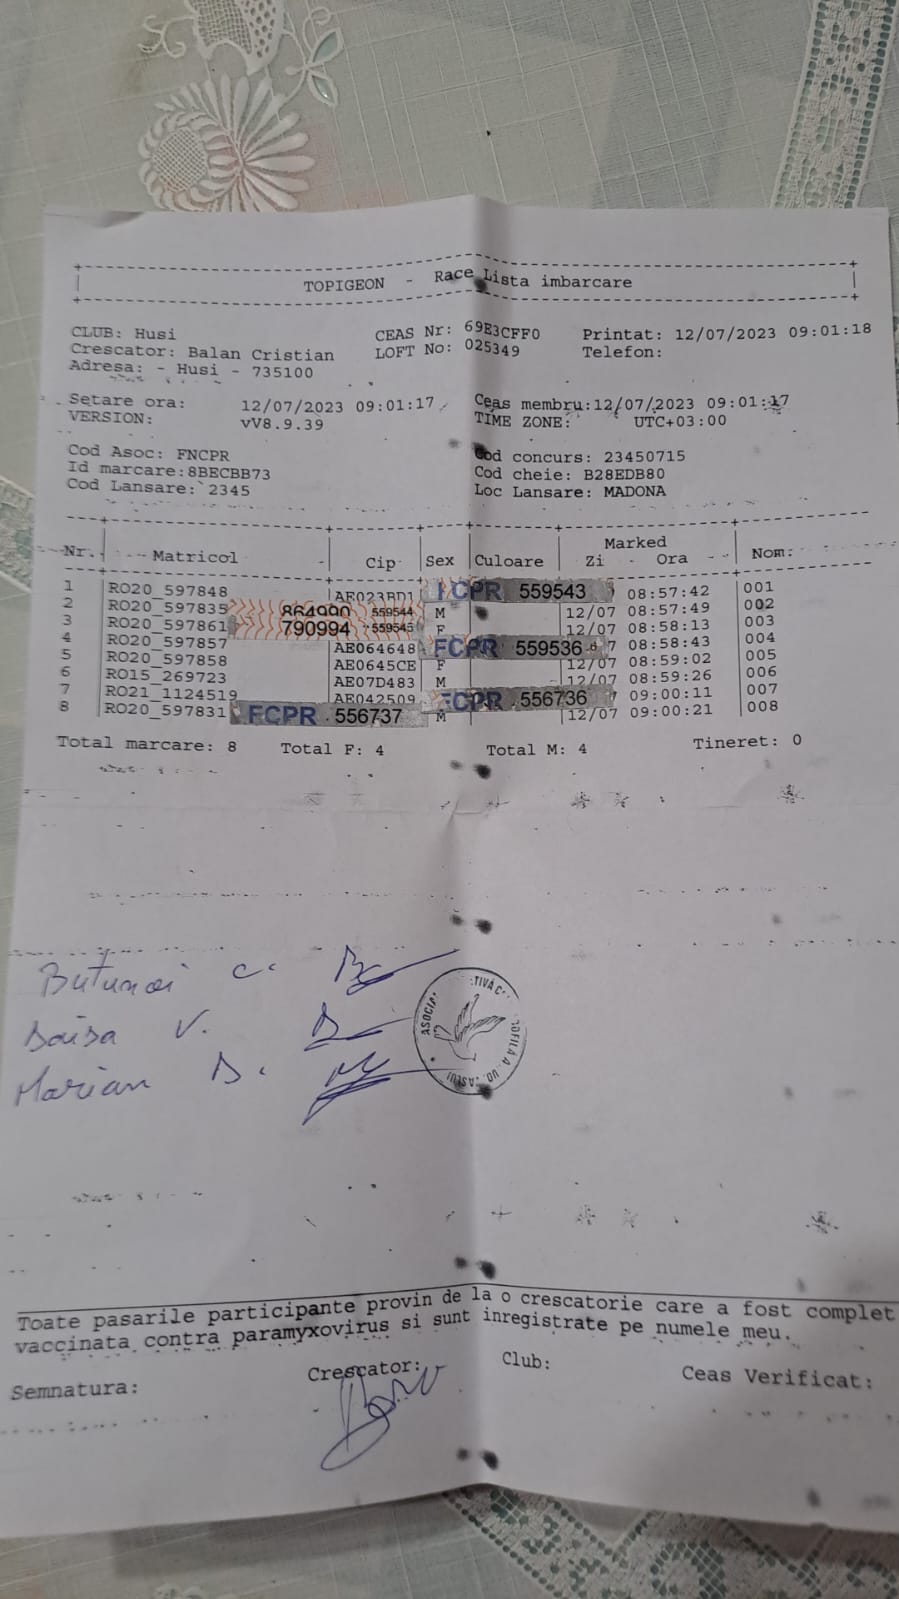 TOPIGEON - Race Lista imbarcare
CLUB: Husi CEAS Nr: 69E3CFF0 Printat: 12/07/2023 09:01:18
Crescator: Balan Cristian LOFT No: 025349 Telefon:
Adresa: - Husi - 735100
Setare ora: 12/07/2023 09:01:17 Ceas membru:12/07/2023 09:01:17
VERSION: vV8.9.39 TIME ZONE: UTC+03:00
Cod Asoc: FNCPR Cod concurs: 23450715
Id marcare:8BECBB73 Cod cheie: B28EDB80
Cod Lansare: 2345 Loc Lansare: MADONA
Marked
Nr. Matricol Cip Sex Culoare Zi Ora Nom:
1 RO20_597848 AE023BD1 FCPR 559543 08:57:42 001
2 RO20_597835 864990 559544 M 12/07 08:57:49 002
3 RO20_597861 790994 559545 F 12/07 08:58:13 003
4 RO20_597857 AE064648 FCPR 559536 7 08:58:43 004
5 RO20_597858 AE0645CE F 12/07 08:59:02 005
6 RO15_269723 AE07D483 M 12/07 08:59:26 006
7 RO21_1124519 AE042509 FCPR 556736 7 09:00:11 007
8 RO20_597831 FCPR 556737 M 12/07 09:00:21 008
Total marcare: 8 Total F: 4 Total M: 4 Tineret: 0
C.
V.
Marian D.
Toate pasarile participante provin de la o crescatorie care a fost complet
vaccinata contra paramyxovirus si sunt inregistrate pe numele meu.
Semnatura: Crescator: Club: Ceas Verificat: